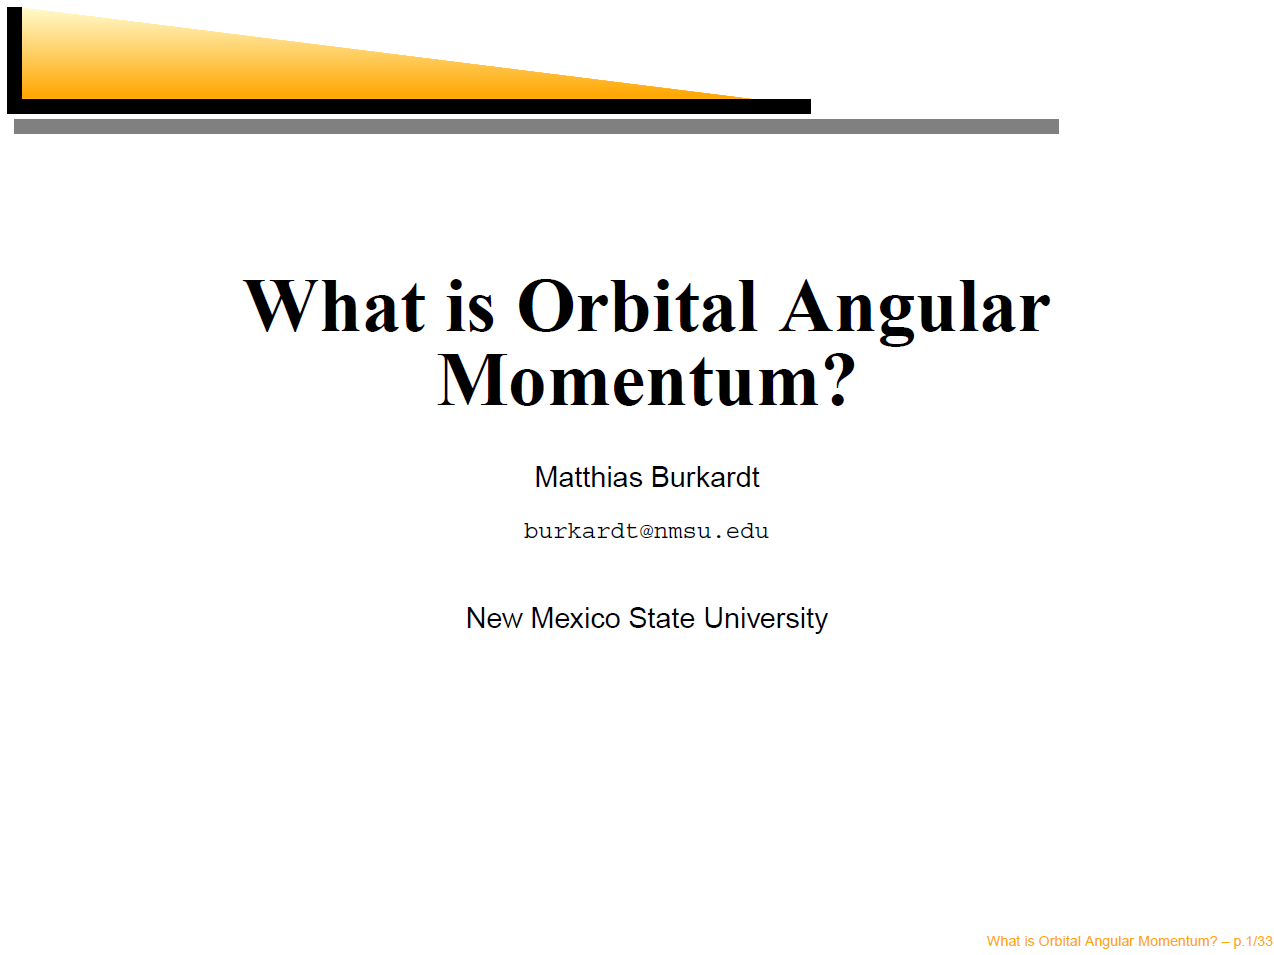 What is Orbital Angular
Momentum?
Matthias Burkardt
burkardt@nmsu.edu
New Mexico State University
What is Orbital Angular Momentum? – p.1/33